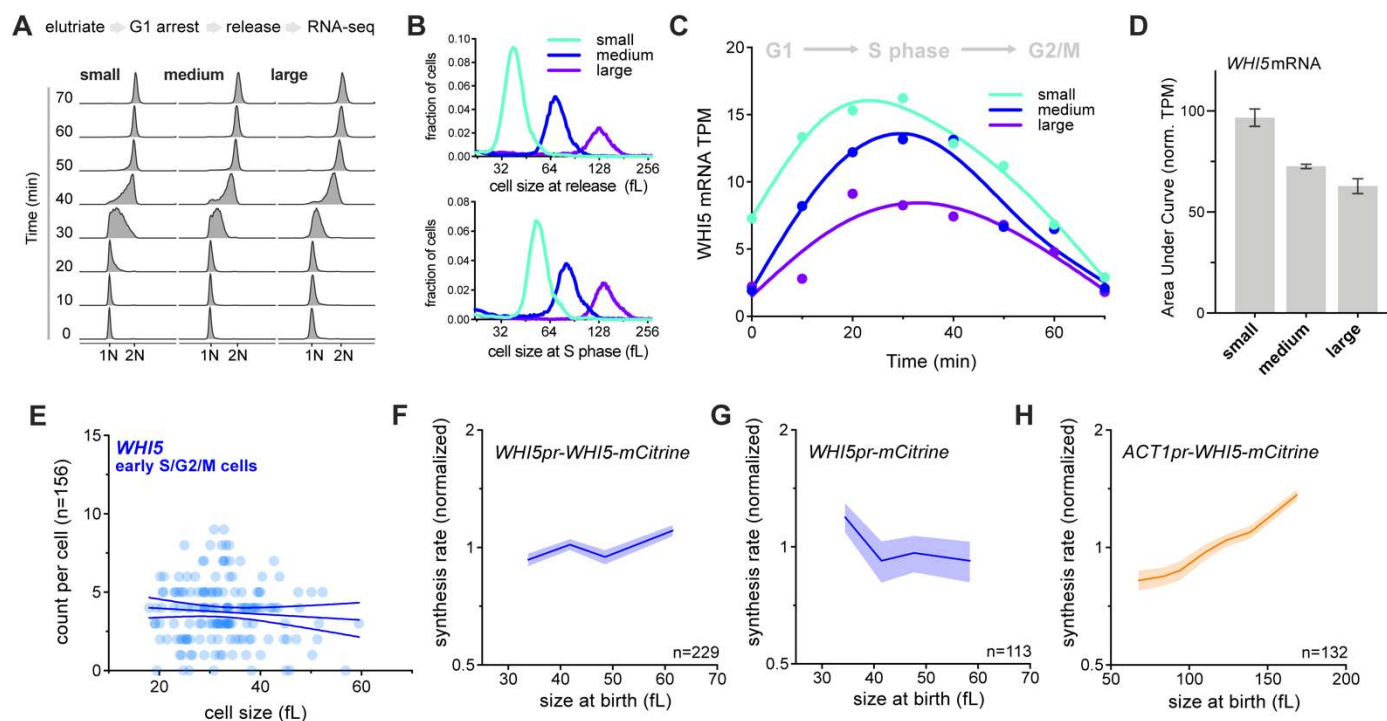 A
elutriate G1 arrest release RNA-seq
small medium large
Time (min)
70
60
50
40
30
20
10
0
1N 2N 1N 2N 1N 2N
B
small
medium
large
fraction of cells
0.10
0.08
0.06
0.04
0.02
0.00
32 64 128 256
cell size at release (fL)
fraction of cells
0.08
0.06
0.04
0.02
0.00
32 64 128 256
cell size at S phase (fL)
C
G1 S phase G2/M
small
medium
large
WHI5 mRNA TPM
20
15
10
5
0
0 20 40 60
Time (min)
D
WHI5 mRNA
Area Under Curve (norm. TPM)
100
50
0
small medium large
E
WHI5
early S/G2/M cells
count per cell (n=156)
15
10
5
0
20 40 60
cell size (fL)
F
WHI5pr-WHI5-mCitrine
synthesis rate (normalized)
2
1
0.5
n=229
30 40 50 60 70
size at birth (fL)
G
WHI5pr-mCitrine
synthesis rate (normalized)
2
1
0.5
n=113
30 40 50 60 70
size at birth (fL)
H
ACT1pr-WHI5-mCitrine
synthesis rate (normalized)
2
1
0.5
n=132
50 100 150 200
size at birth (fL)